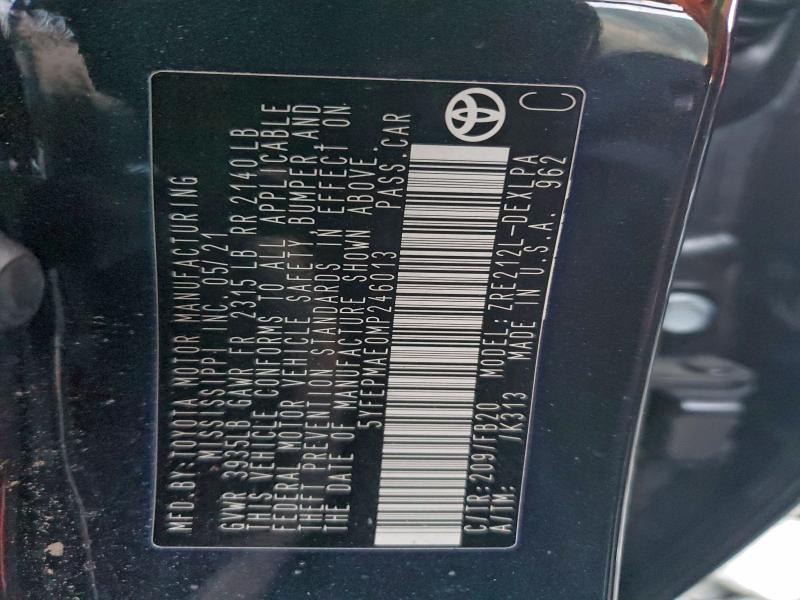 MFD.BY:TOYOTA MOTOR MANUFACTURING
MISSISSIPPI INC. 05/21
GVWR 3935LB GAWR FR 2315LB RR 2140LB
THIS VEHICLE CONFORMS TO ALL APPLICABLE
FEDERAL MOTOR VEHICLE SAFETY BUMPER,AND
THEFT PREVENTION STANDARDS IN EFFECT ON
THE DATE OF MANUFACTURE SHOWN ABOVE.
5YFEPMAE0MP246013 PASS.CAR
C/TR:209/FB20 MODEL:ZRE212L-DEXLPA
A/TM: /K313 MADE IN U.S.A. 962
C